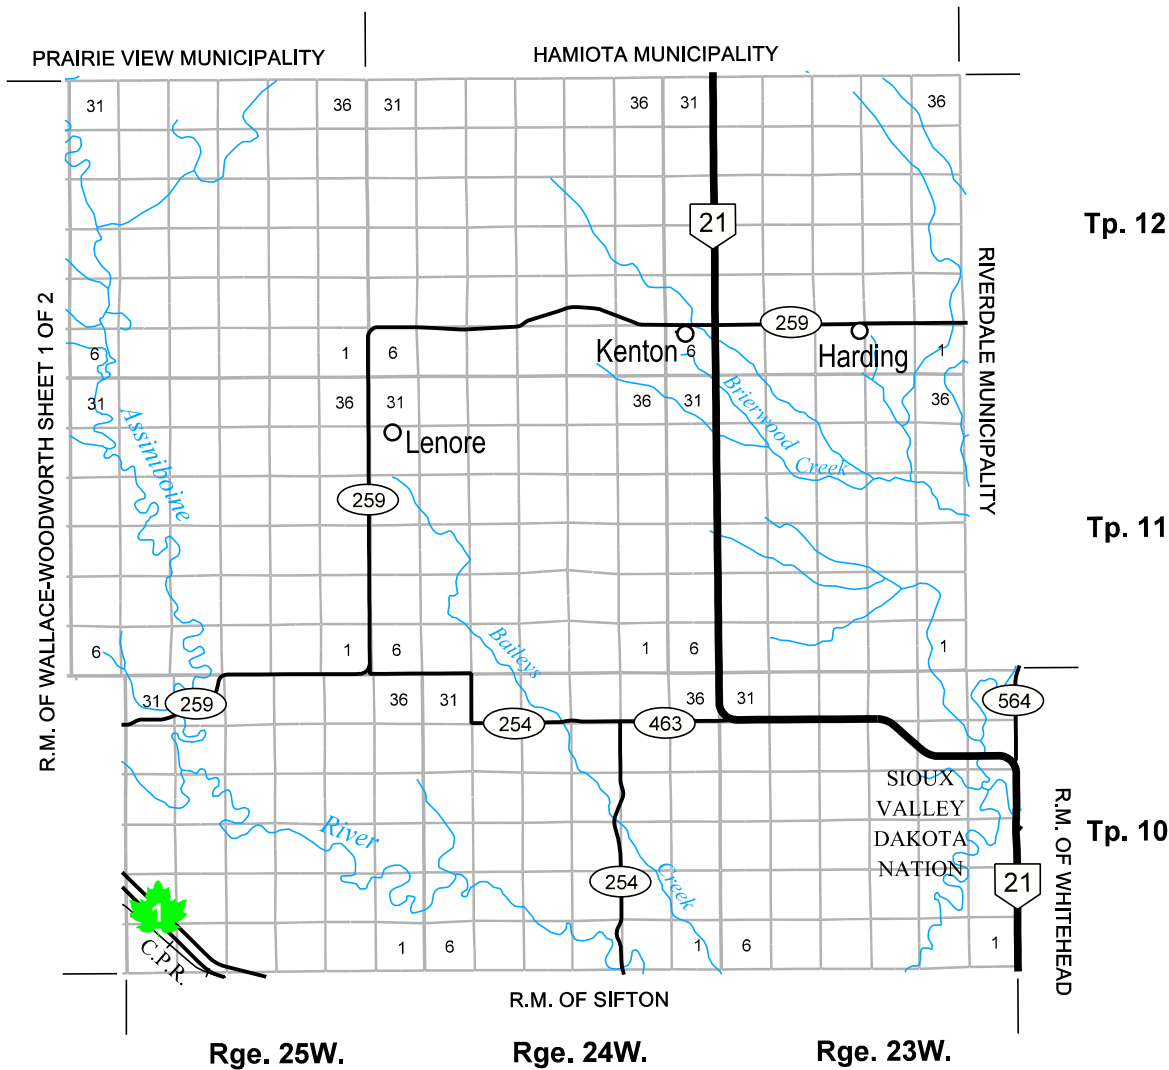 PRAIRIE VIEW MUNICIPALITY
HAMIOTA MUNICIPALITY
31 36 31 36 31 36
Tp. 12
21
RIVERDALE MUNICIPALITY
R.M. OF WALLACE-WOODWORTH SHEET 1 OF 2
259
Kenton
Harding
6 1 6 6 1
31 36 31 36 31 36
Brierwood
Creek
Assiniboine
Lenore
259
Tp. 11
Baileys
6 1 6 1 6 1
31 259 36 31 36 31 564
254 463
SIOUX
VALLEY
DAKOTA
NATION
R.M. OF WHITEHEAD
Tp. 10
River
Creek
254
21
1
C.P.R.
1 6 1 6 1
R.M. OF SIFTON
Rge. 25W. Rge. 24W. Rge. 23W.